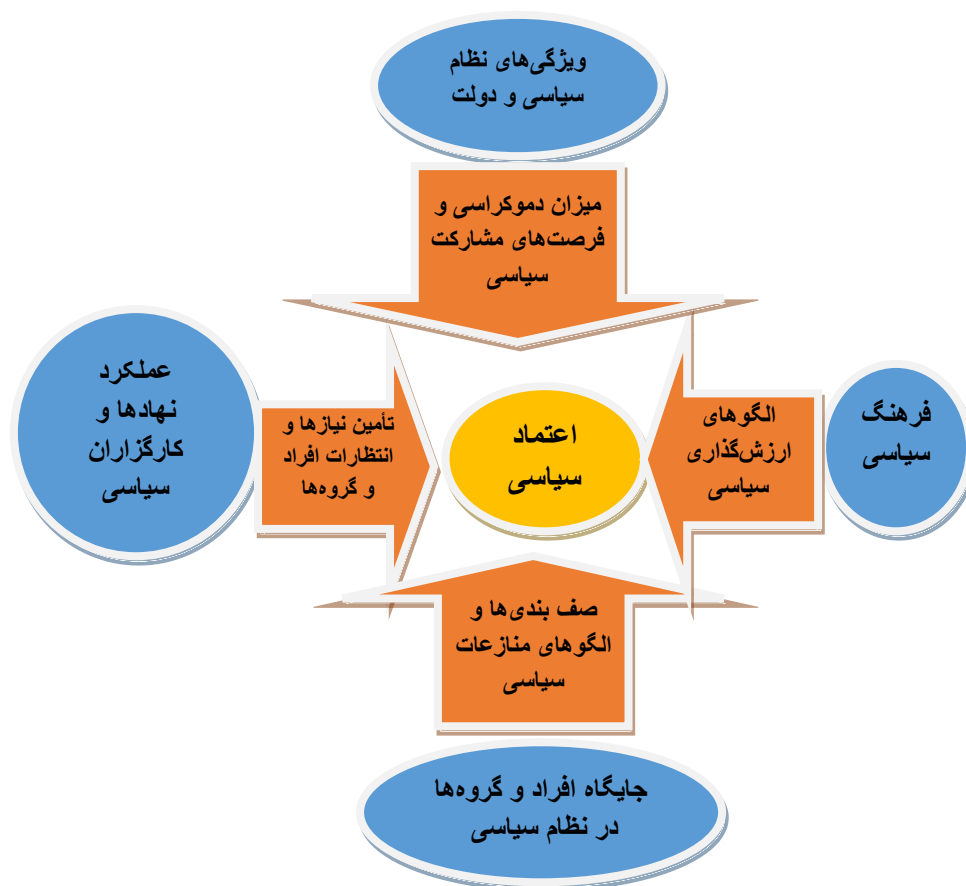 ویژگی‌های نظام
سیاسی و دولت
میزان دموکراسی و
فرصت‌های مشارکت
سیاسی
فرهنگ
سیاسی
الگوهای
ارزش‌گذاری
سیاسی
اعتماد
سیاسی
تأمین نیازها و
انتظارات افراد
و گروه‌ها
عملکرد
نهادها و
کارگزاران
سیاسی
صف بندی‌ها و
الگوهای منازعات
سیاسی
جایگاه افراد و گروه‌ها
در نظام سیاسی